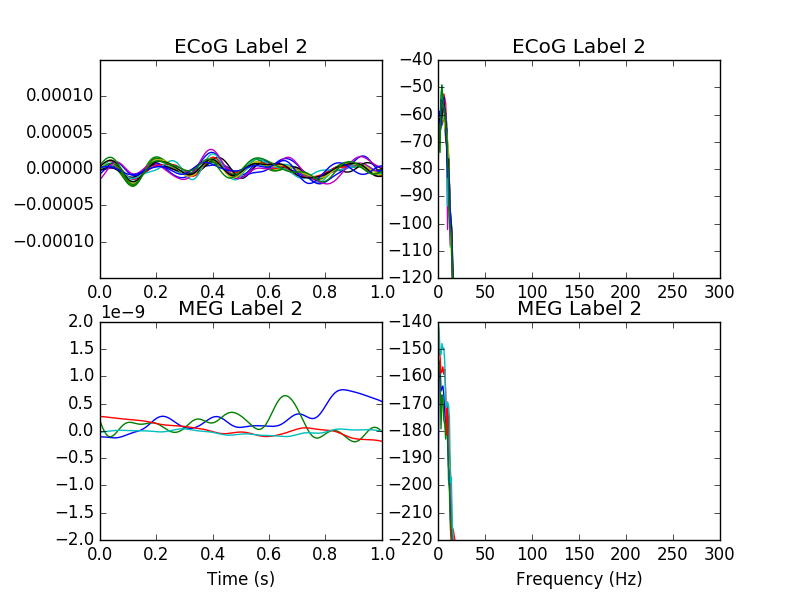 ECoG Label 2
ECoG Label 2
0.00010
0.00005
0.00000
−0.00005
−0.00010
0.0 0.2 0.4 0.6 0.8 1.0
−40
−50
−60
−70
−80
−90
−100
−110
−120
0 50 100 150 200 250 300
1e−9
MEG Label 2
MEG Label 2
2.0
1.5
1.0
0.5
0.0
−0.5
−1.0
−1.5
−2.0
0.0 0.2 0.4 0.6 0.8 1.0
Time (s)
−140
−150
−160
−170
−180
−190
−200
−210
−220
0 50 100 150 200 250 300
Frequency (Hz)